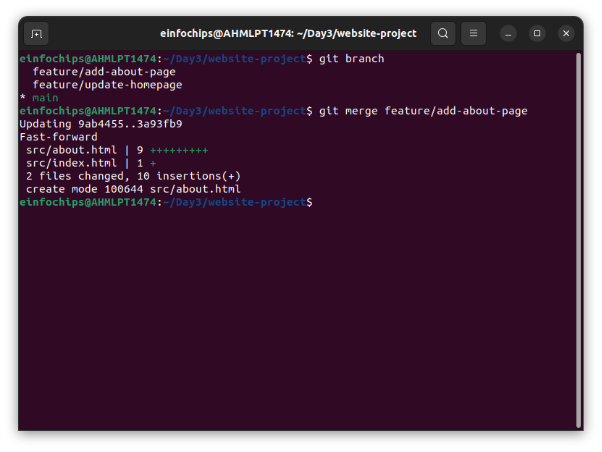 einfochips@AHMLPT1474: ~/Day3/website-project
einfochips@AHMLPT1474:~/Day3/website-project$ git branch
  feature/add-about-page
  feature/update-homepage
* main
einfochips@AHMLPT1474:~/Day3/website-project$ git merge feature/add-about-page
Updating 9ab4455..3a93fb9
Fast-forward
 src/about.html | 9 +++++++++
 src/index.html | 1 +
 2 files changed, 10 insertions(+)
 create mode 100644 src/about.html
einfochips@AHMLPT1474:~/Day3/website-project$